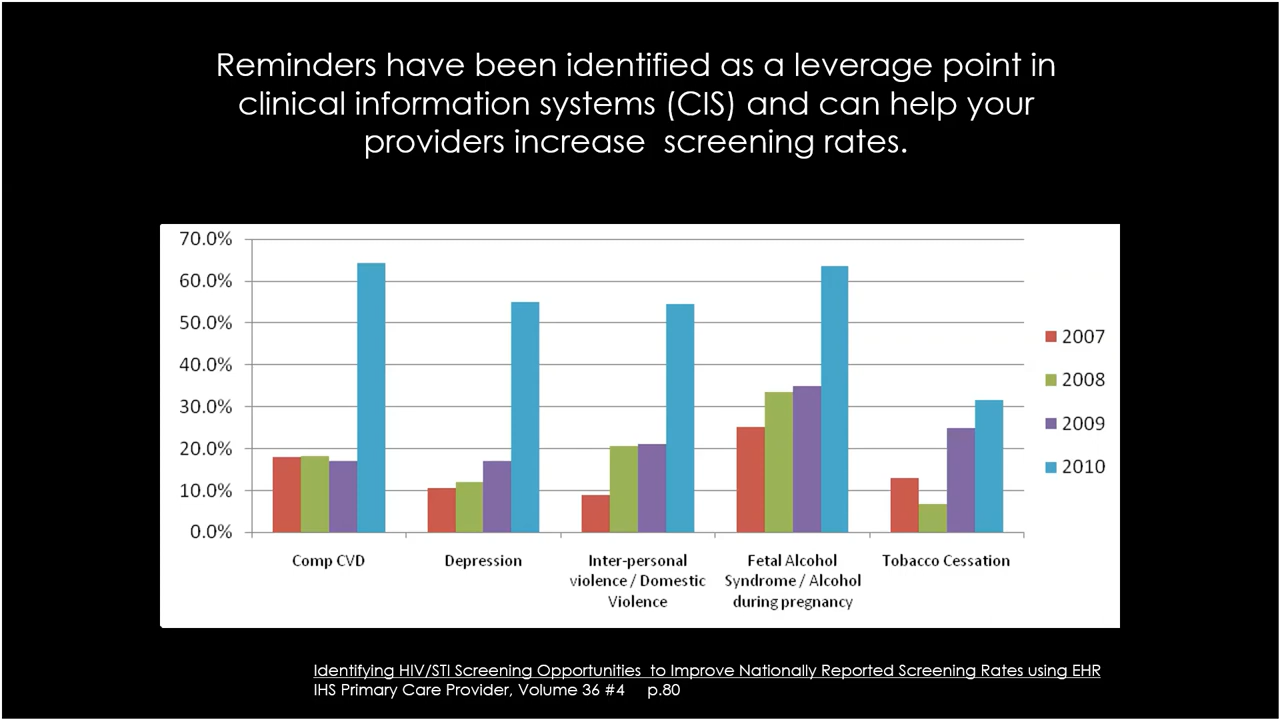 Reminders have been identified as a leverage point in
clinical information systems (CIS) and can help your
providers increase  screening rates.
70.0%
60.0%
50.0%
40.0%
30.0%
20.0%
10.0%
0.0%
Comp CVD
Depression
Inter-personal
violence / Domestic
Violence
Fetal Alcohol
Syndrome / Alcohol
during pregnancy
Tobacco Cessation
2007
2008
2009
2010
Identifying HIV/STI Screening Opportunities  to Improve Nationally Reported Screening Rates using EHR
IHS Primary Care Provider, Volume 36 #4    p.80